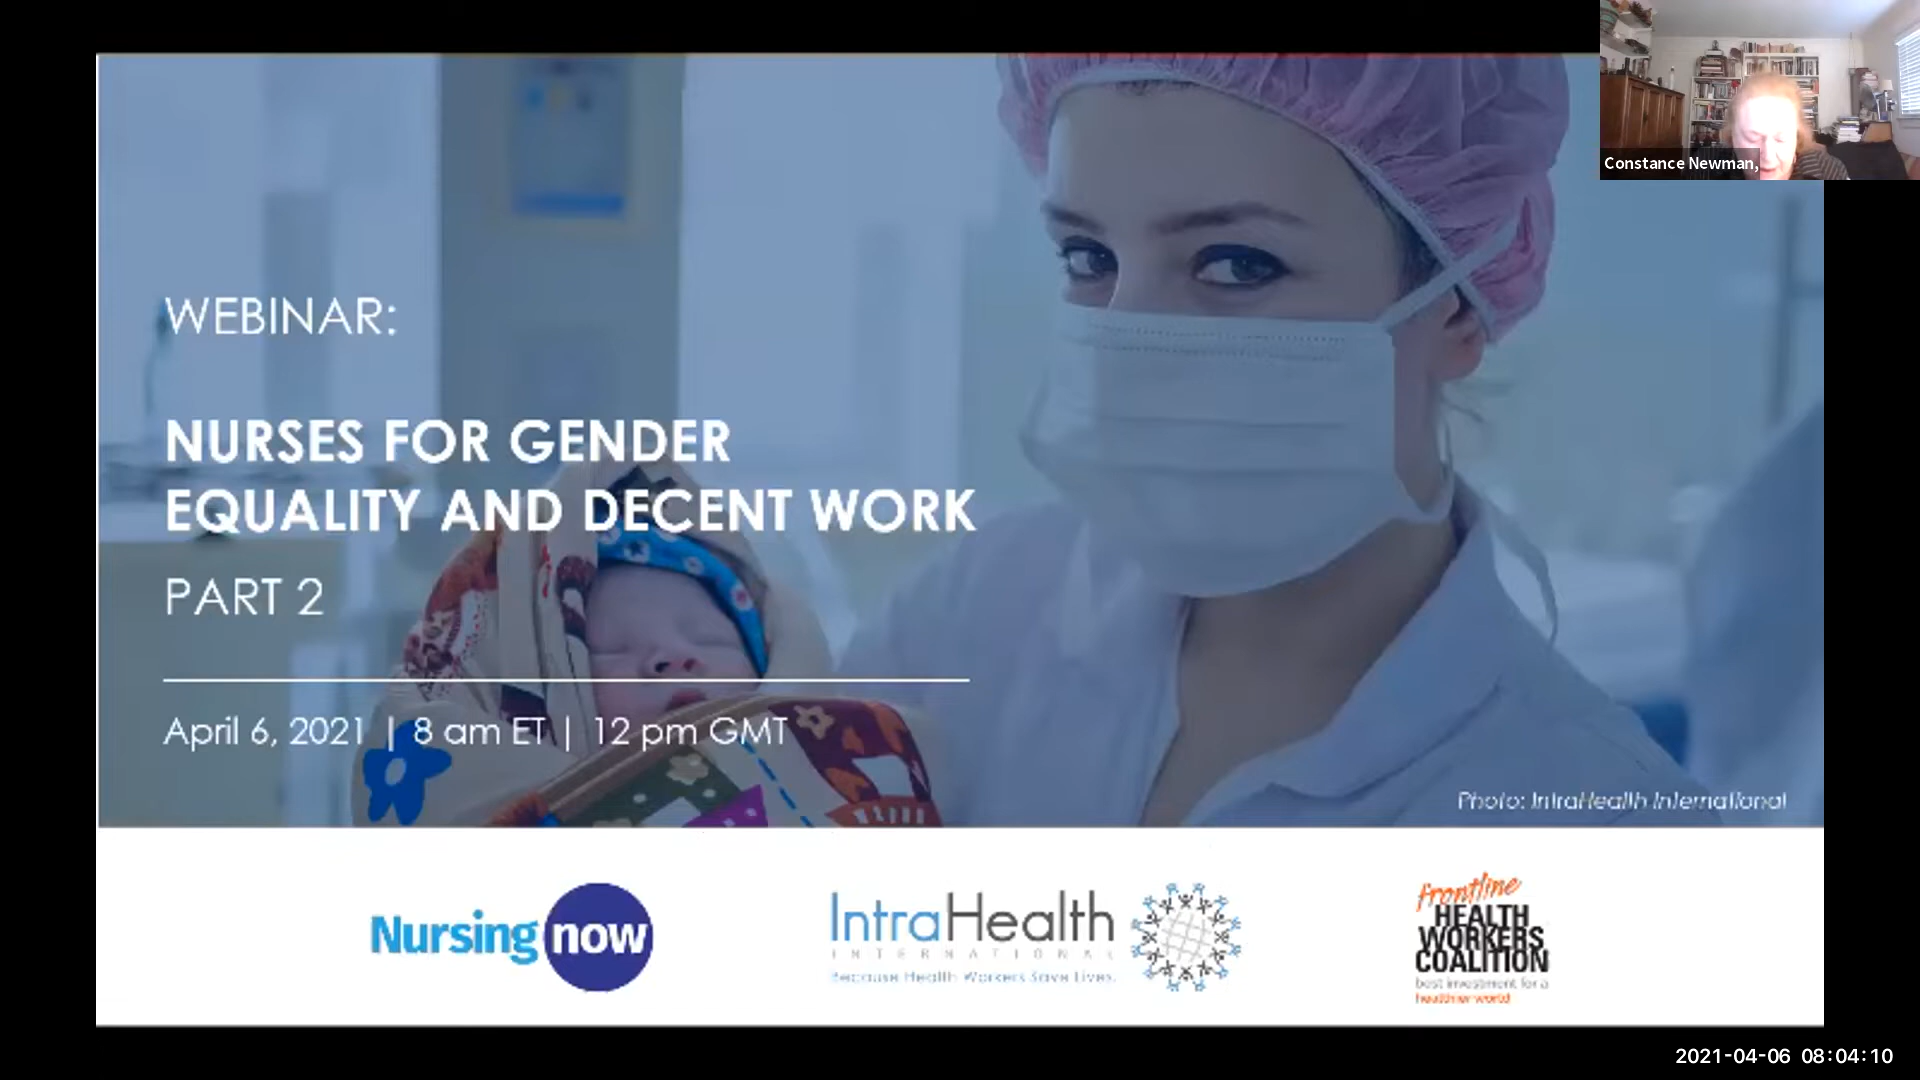 Constance Newman,
WEBINAR:
NURSES FOR GENDER
EQUALITY AND DECENT WORK
PART 2
April 6, 2021 | 8 am ET | 12 pm GMT
Photo: IntraHealth International
Nursing now
IntraHealth
INTERNATIONAL
Because Health Workers Save Lives.
frontline
HEALTH
WORKERS
COALITION
best investment for a
healthier world
2021-04-06 08:04:10